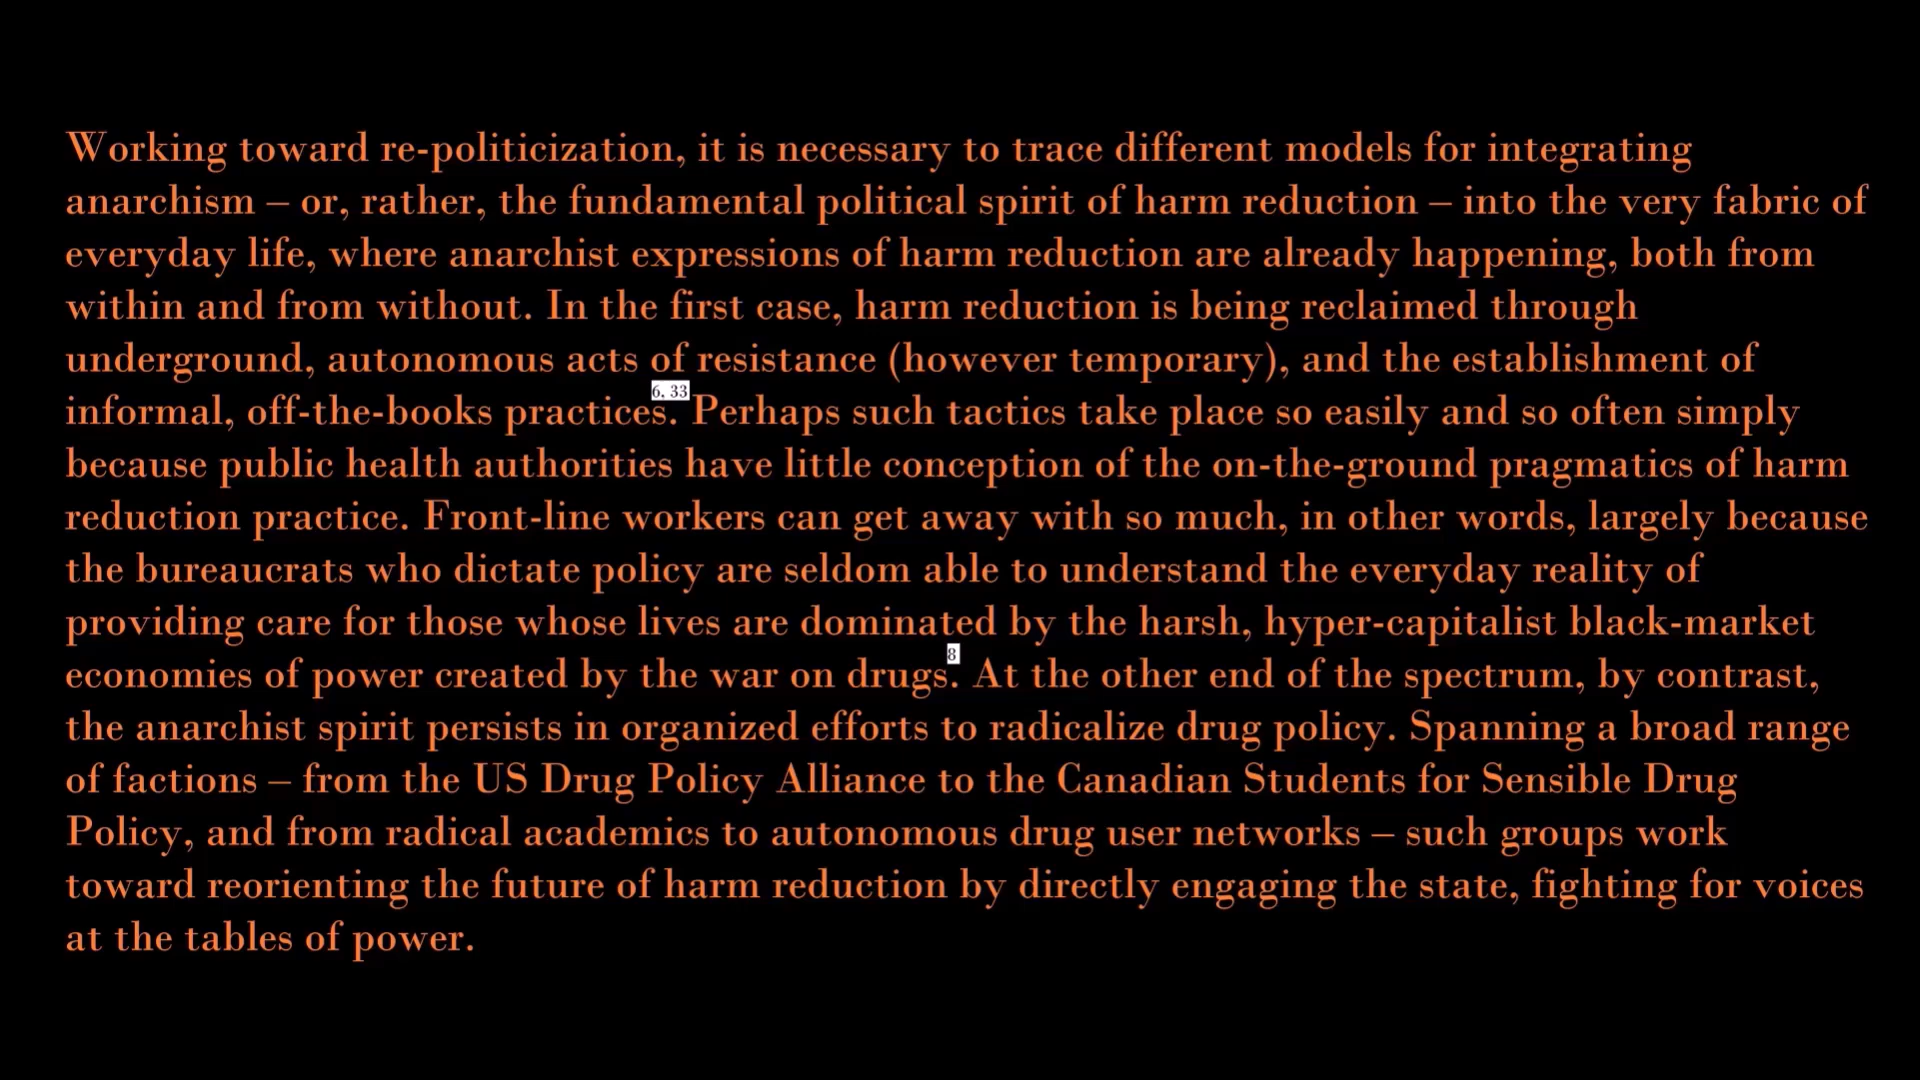 Working toward re-politicization, it is necessary to trace different models for integrating
anarchism – or, rather, the fundamental political spirit of harm reduction – into the very fabric of
everyday life, where anarchist expressions of harm reduction are already happening, both from
within and from without. In the first case, harm reduction is being reclaimed through
underground, autonomous acts of resistance (however temporary), and the establishment of
informal, off-the-books practices.6, 33 Perhaps such tactics take place so easily and so often simply
because public health authorities have little conception of the on-the-ground pragmatics of harm
reduction practice. Front-line workers can get away with so much, in other words, largely because
the bureaucrats who dictate policy are seldom able to understand the everyday reality of
providing care for those whose lives are dominated by the harsh, hyper-capitalist black-market
economies of power created by the war on drugs.8 At the other end of the spectrum, by contrast,
the anarchist spirit persists in organized efforts to radicalize drug policy. Spanning a broad range
of factions – from the US Drug Policy Alliance to the Canadian Students for Sensible Drug
Policy, and from radical academics to autonomous drug user networks – such groups work
toward reorienting the future of harm reduction by directly engaging the state, fighting for voices
at the tables of power.